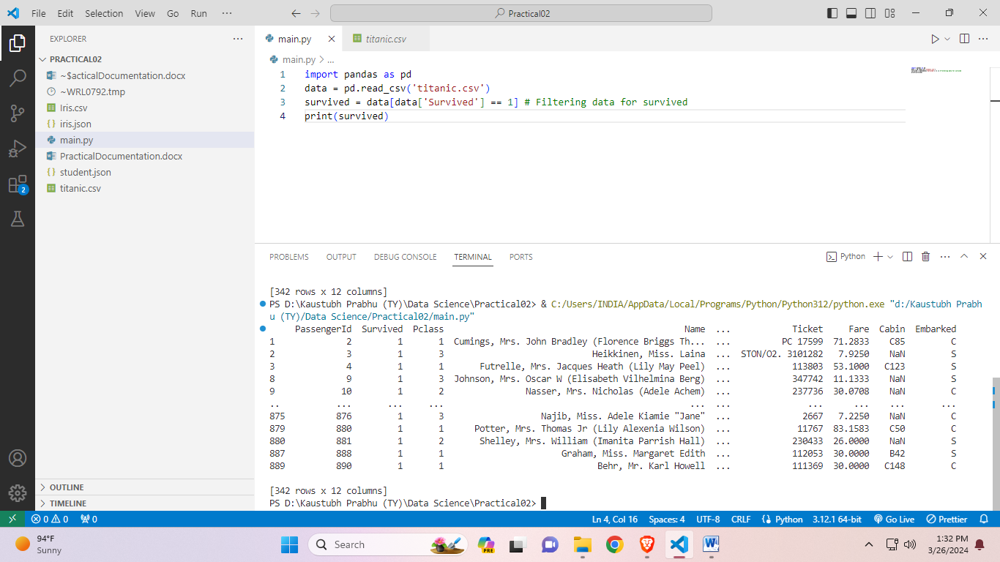 File Edit Selection View Go Run ··· Practical02
EXPLORER ···
PRACTICAL02
~$acticalDocumentation.docx
~WRL0792.tmp
Iris.csv
iris.json
main.py
PracticalDocumentation.docx
student.json
titanic.csv
OUTLINE
TIMELINE
2
main.py titanic.csv
main.py > ...
1 import pandas as pd
2 data = pd.read_csv('titanic.csv')
3 survived = data[data['Survived'] == 1] # Filtering data for survived
4 print(survived)
PROBLEMS OUTPUT DEBUG CONSOLE TERMINAL PORTS Python
[342 rows x 12 columns]
PS D:\Kaustubh Prabhu (TY)\Data Science\Practical02> & C:/Users/INDIA/AppData/Local/Programs/Python/Python312/python.exe "d:/Kaustubh Prabh
u (TY)/Data Science/Practical02/main.py"
PassengerId Survived Pclass Name ... Ticket Fare Cabin Embarked
1 2 1 1 Cumings, Mrs. John Bradley (Florence Briggs Th... ... PC 17599 71.2833 C85 C
2 3 1 3 Heikkinen, Miss. Laina ... STON/O2. 3101282 7.9250 NaN S
3 4 1 1 Futrelle, Mrs. Jacques Heath (Lily May Peel) ... 113803 53.1000 C123 S
8 9 1 3 Johnson, Mrs. Oscar W (Elisabeth Vilhelmina Berg) ... 347742 11.1333 NaN S
9 10 1 2 Nasser, Mrs. Nicholas (Adele Achem) ... 237736 30.0708 NaN C
.. ... ... ... ... ... ... ... ... ...
875 876 1 3 Najib, Miss. Adele Kiamie "Jane" ... 2667 7.2250 NaN C
879 880 1 1 Potter, Mrs. Thomas Jr (Lily Alexenia Wilson) ... 11767 83.1583 C50 C
880 881 1 2 Shelley, Mrs. William (Imanita Parrish Hall) ... 230433 26.0000 NaN S
887 888 1 1 Graham, Miss. Margaret Edith ... 112053 30.0000 B42 S
889 890 1 1 Behr, Mr. Karl Howell ... 111369 30.0000 C148 C
[342 rows x 12 columns]
PS D:\Kaustubh Prabhu (TY)\Data Science\Practical02>
0 0 0 Ln 4, Col 16 Spaces: 4 UTF-8 CRLF Python 3.12.1 64-bit Go Live Prettier
94°F
Sunny
Search
PRE
1:32 PM
3/26/2024